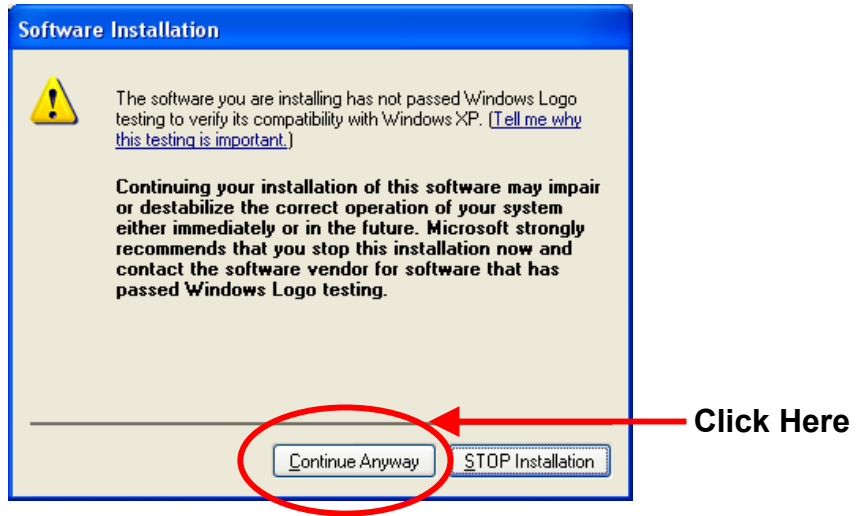 Software Installation
The software you are installing has not passed Windows Logo
testing to verify its compatibility with Windows XP. (Tell me why
this testing is important.)
Continuing your installation of this software may impair
or destabilize the correct operation of your system
either immediately or in the future. Microsoft strongly
recommends that you stop this installation now and
contact the software vendor for software that has
passed Windows Logo testing.
Click Here
Continue Anyway
STOP Installation